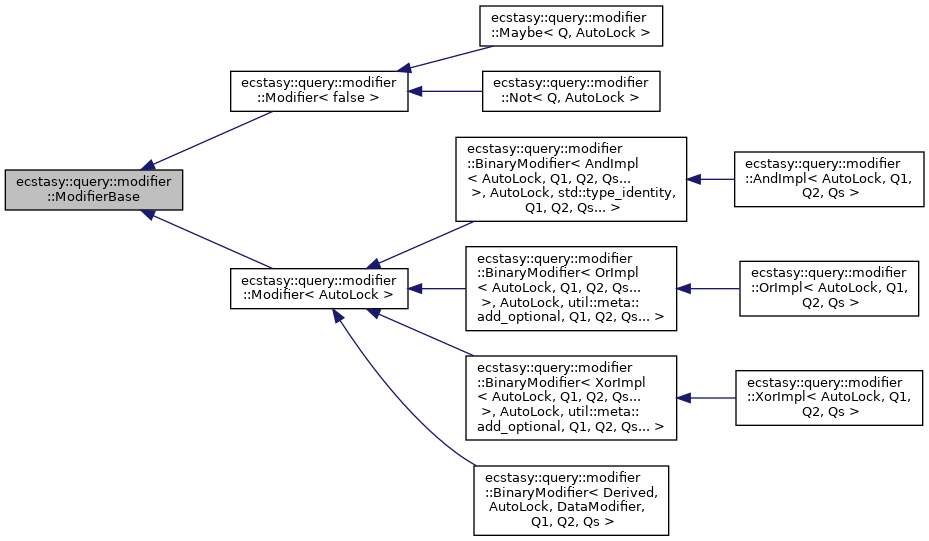 ecstasy::query::modifier
::Maybe< Q, AutoLock >
ecstasy::query::modifier
::Modifier< false >
ecstasy::query::modifier
::Not< Q, AutoLock >
ecstasy::query::modifier
::BinaryModifier< AndImpl
< AutoLock, Q1, Q2, Qs...
>, AutoLock, std::type_identity,
Q1, Q2, Qs... >
ecstasy::query::modifier
::AndImpl< AutoLock, Q1,
Q2, Qs >
ecstasy::query::modifier
::ModifierBase
ecstasy::query::modifier
::Modifier< AutoLock >
ecstasy::query::modifier
::BinaryModifier< OrImpl
< AutoLock, Q1, Q2, Qs...
>, AutoLock, util::meta::
add_optional, Q1, Q2, Qs... >
ecstasy::query::modifier
::OrImpl< AutoLock, Q1,
Q2, Qs >
ecstasy::query::modifier
::BinaryModifier< XorImpl
< AutoLock, Q1, Q2, Qs...
>, AutoLock, util::meta::
add_optional, Q1, Q2, Qs... >
ecstasy::query::modifier
::XorImpl< AutoLock, Q1,
Q2, Qs >
ecstasy::query::modifier
::BinaryModifier< Derived,
AutoLock, DataModifier,
Q1, Q2, Qs >